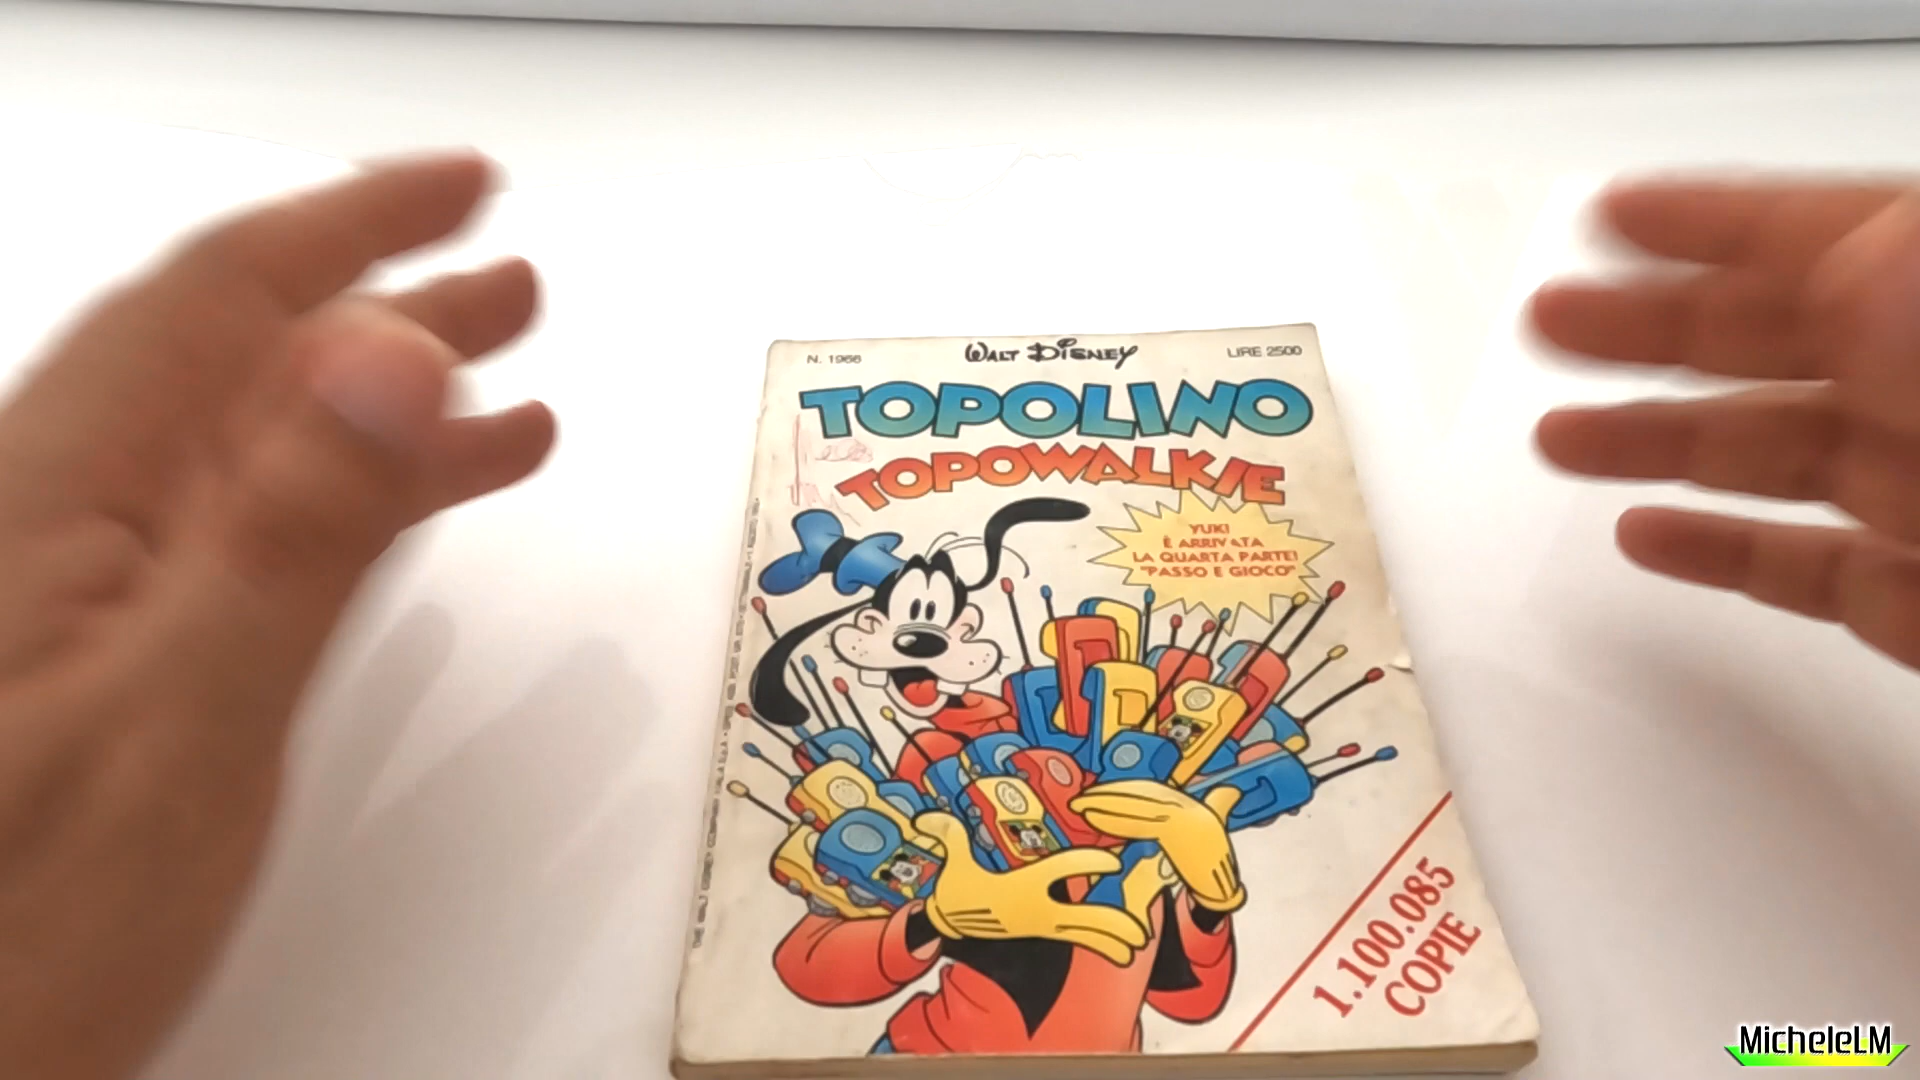 N. 1966
WALT DISNEY
LIRE 2500
TOPOLINO
TOPOWALKIE
YUK!
È ARRIVATA
LA QUARTA PARTE!
"PASSO E GIOCO"
1.100.085
COPIE
MicheleLM